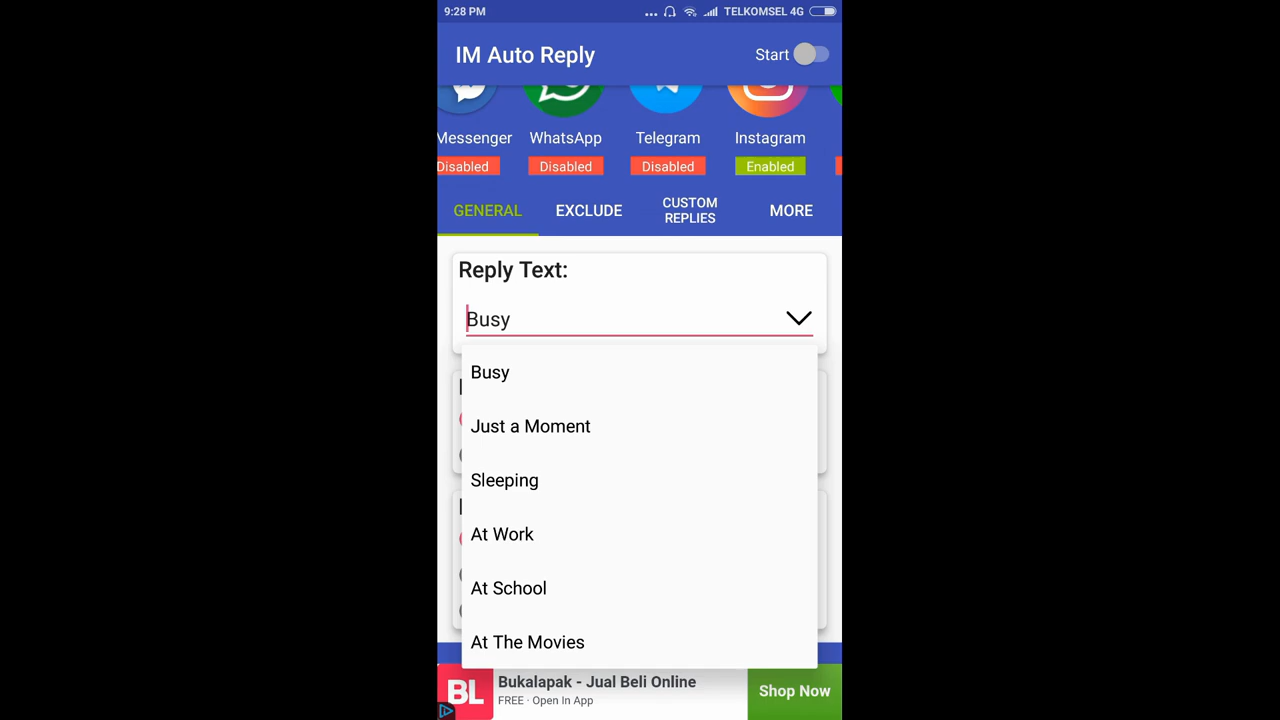 9:28 PM
TELKOMSEL 4G
IM Auto Reply
Start
Messenger
WhatsApp
Telegram
Instagram
Disabled
Disabled
Disabled
Enabled
GENERAL
EXCLUDE
CUSTOM
REPLIES
MORE
Reply Text:
Busy
Busy
Just a Moment
Sleeping
At Work
At School
At The Movies
BL
Bukalapak - Jual Beli Online
FREE · Open In App
Shop Now